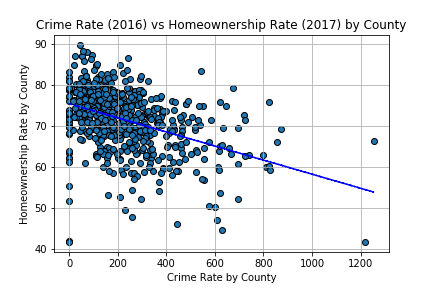 Crime Rate (2016) vs Homeownership Rate (2017) by County
Homeownership Rate by County
90
80
70
60
50
40
0 200 400 600 800 1000 1200
Crime Rate by County